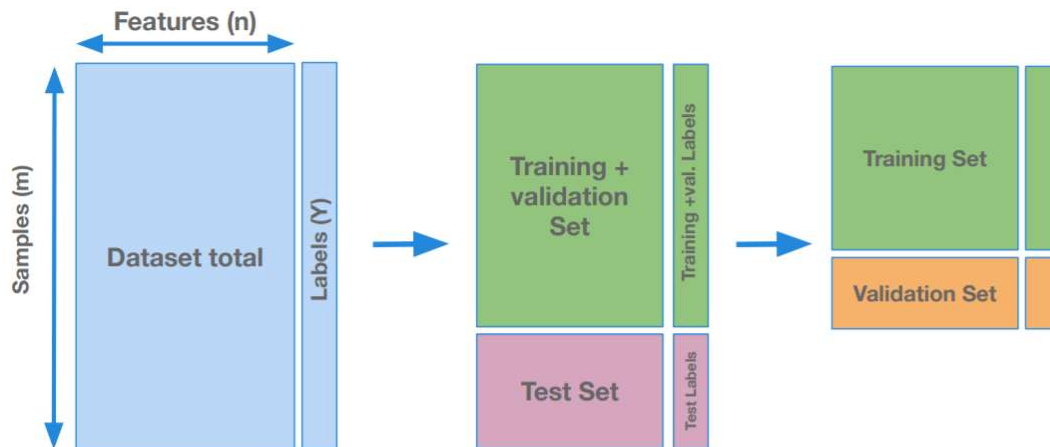 Features (n)
Samples (m)
Dataset total
Labels (Y)
Training +
validation
Set
Training +val. Labels
Test Set
Test Labels
Training Set
Validation Set